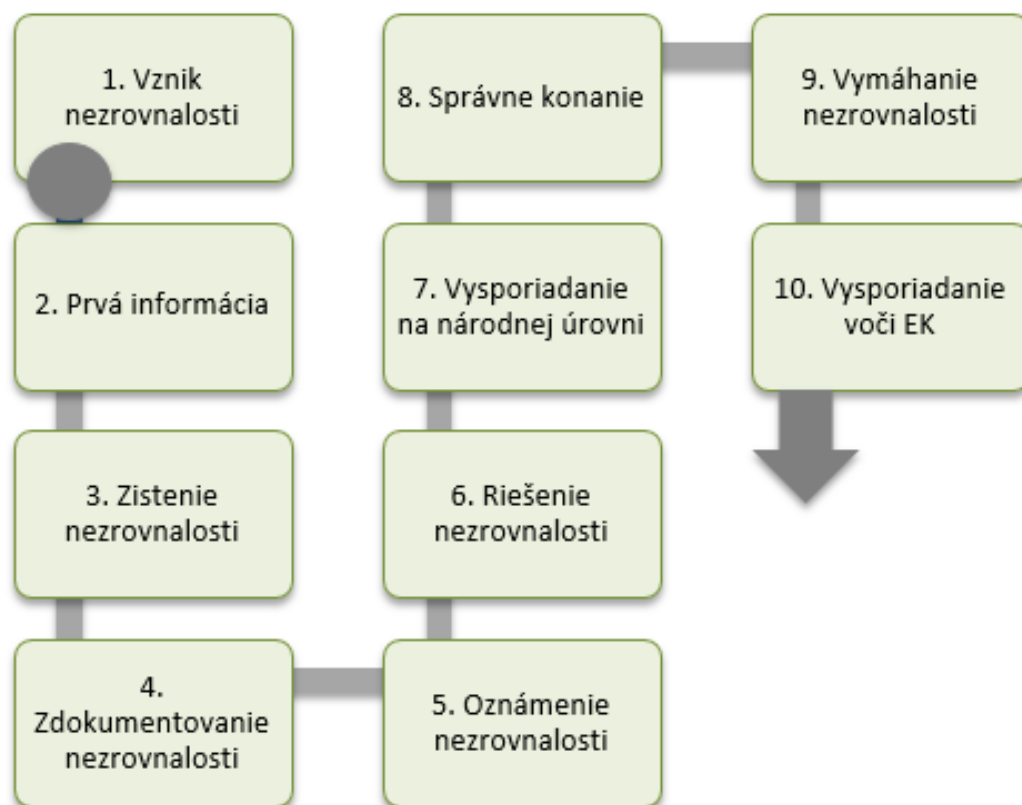 1. Vznik
nezrovnalosti
2. Prvá informácia
3. Zistenie
nezrovnalosti
4.
Zdokumentovanie
nezrovnalosti
5. Oznámenie
nezrovnalosti
6. Riešenie
nezrovnalosti
7. Vysporiadanie
na národnej úrovni
8. Správne konanie
9. Vymáhanie
nezrovnalosti
10. Vysporiadanie
voči EK